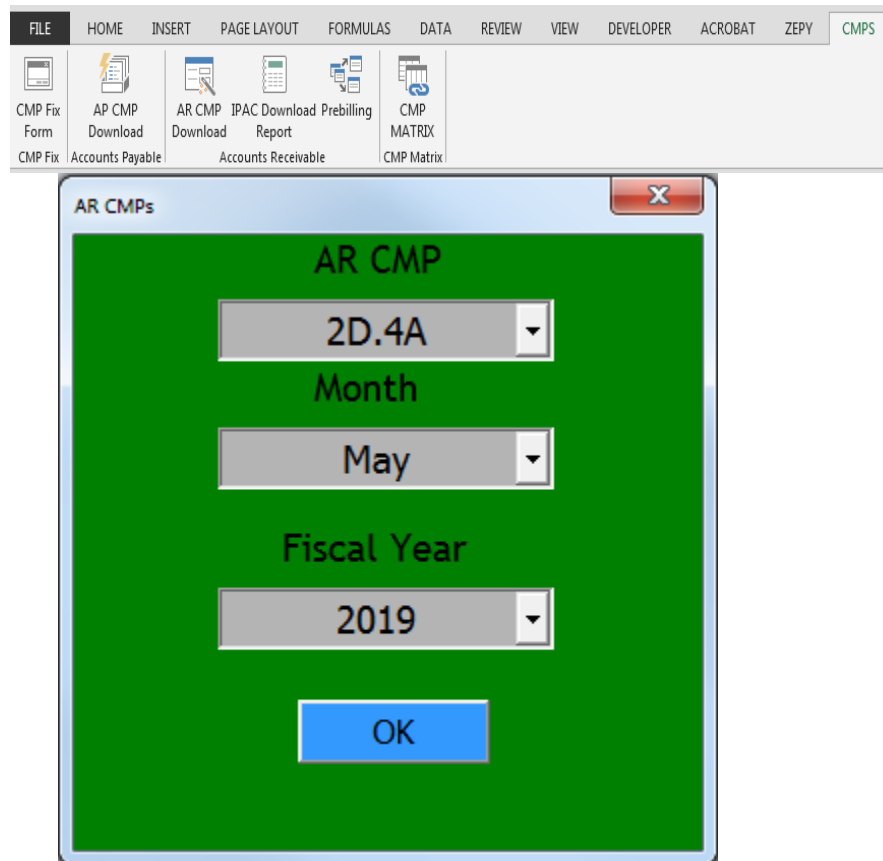 FILE HOME INSERT PAGE LAYOUT FORMULAS DATA REVIEW VIEW DEVELOPER ACROBAT ZEPY CMPS
CMP Fix AP CMP AR CMP IPAC Download Prebilling CMP
Form Download Download Report MATRIX
CMP Fix Accounts Payable Accounts Receivable CMP Matrix
AR CMPs
AR CMP
2D.4A
Month
May
Fiscal Year
2019
OK